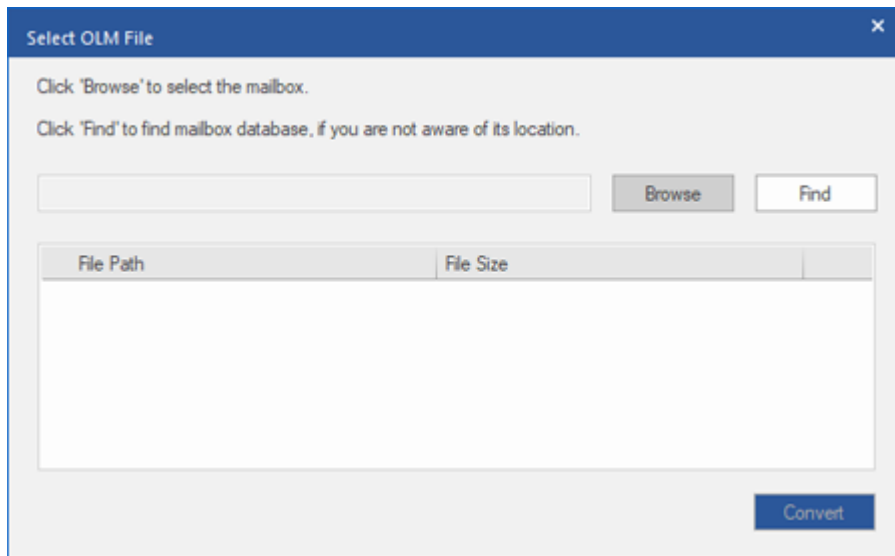 Select OLM File
Click 'Browse' to select the mailbox.
Click 'Find' to find mailbox database, if you are not aware of its location.
Browse Find
File Path File Size
Convert